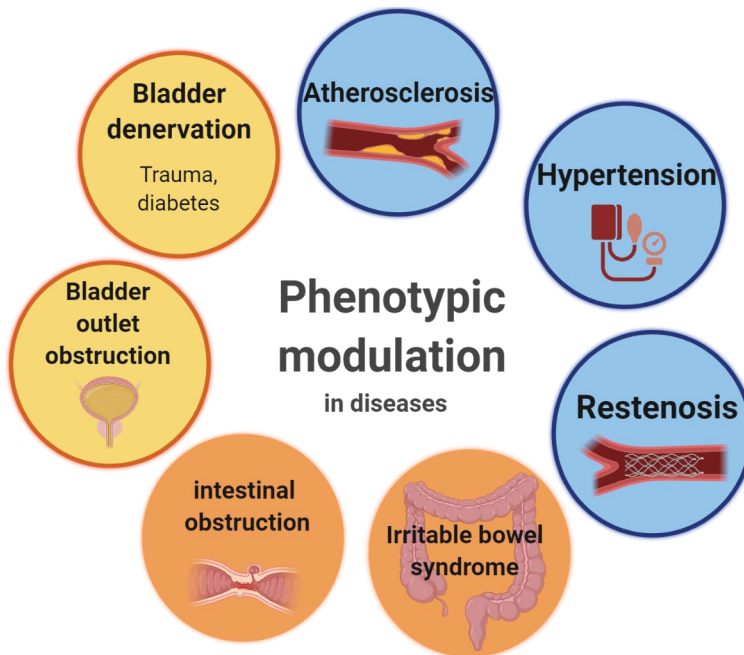 Phenotypic
modulation
in diseases
Atherosclerosis
Hypertension
Restenosis
Irritable bowel
syndrome
intestinal
obstruction
Bladder
outlet
obstruction
Bladder
denervation
Trauma,
diabetes